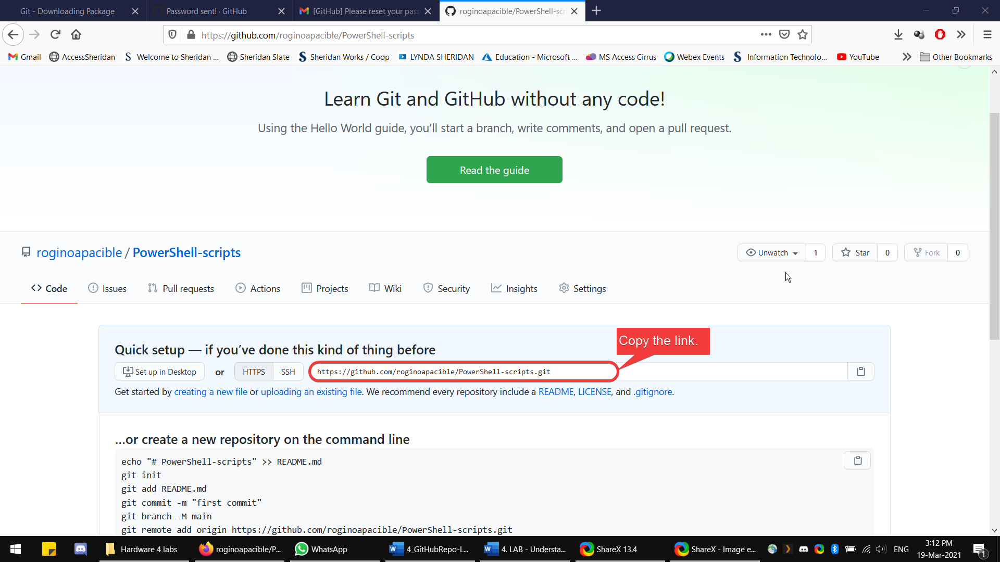 Git - Downloading Package
Password sent! · GitHub
[GitHub] Please reset your pass
roginoapacible/PowerShell-scri
https://github.com/roginoapacible/PowerShell-scripts
Gmail AccessSheridan Welcome to Sheridan ... Sheridan Slate Sheridan Works / Coop LYNDA SHERIDAN Education - Microsoft ... MS Access Cirrus Webex Events Information Technolo... YouTube Other Bookmarks
Learn Git and GitHub without any code!
Using the Hello World guide, you’ll start a branch, write comments, and open a pull request.
Read the guide
roginoapacible / PowerShell-scripts
Unwatch 1 Star 0 Fork 0
Code Issues Pull requests Actions Projects Wiki Security Insights Settings
Copy the link.
Quick setup — if you’ve done this kind of thing before
Set up in Desktop or HTTPS SSH https://github.com/roginoapacible/PowerShell-scripts.git
Get started by creating a new file or uploading an existing file. We recommend every repository include a README, LICENSE, and .gitignore.
…or create a new repository on the command line
echo "# PowerShell-scripts" >> README.md
git init
git add README.md
git commit -m "first commit"
git branch -M main
git remote add origin https://github.com/roginoapacible/PowerShell-scripts.git
Hardware 4 labs roginoapacible/P... WhatsApp 4_GitHubRepo-L... 4. LAB - Understa... ShareX 13.4 ShareX - Image e... ENG
3:12 PM
19-Mar-2021
1